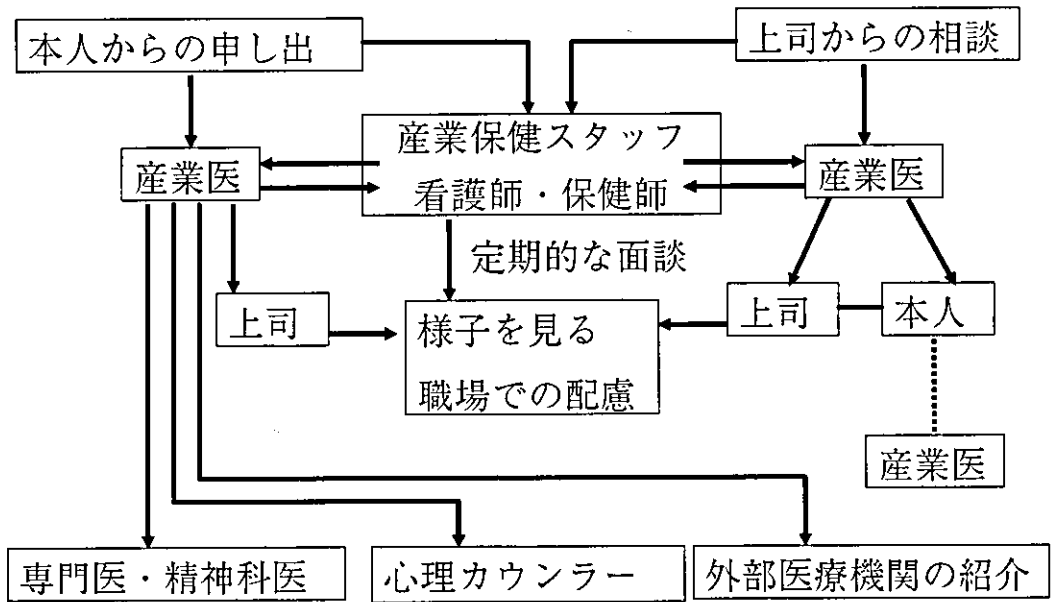 本人からの申し出
上司からの相談
産業保健スタッフ
看護師・保健師
産業医
産業医
定期的な面談
上司
様子を見る
職場での配慮
上司
本人
産業医
専門医・精神科医
心理カウンラー
外部医療機関の紹介